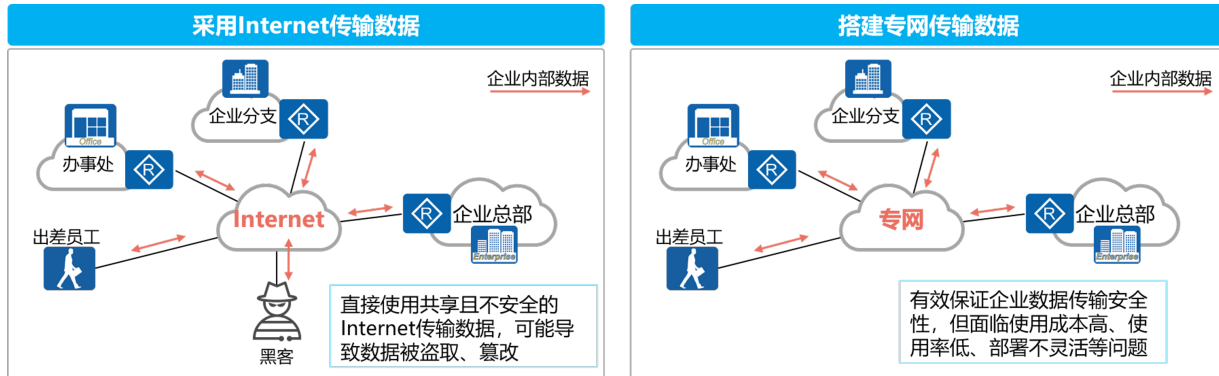 采用Internet传输数据
企业内部数据
企业分支
R
Office
办事处
R
Internet
R
企业总部
Enterprise
出差员工
黑客
直接使用共享且不安全的
Internet传输数据，可能导
致数据被盗取、篡改
搭建专网传输数据
企业内部数据
企业分支
R
Office
办事处
R
专网
R
企业总部
Enterprise
出差员工
有效保证企业数据传输安全
性，但面临使用成本高、使
用率低、部署不灵活等问题